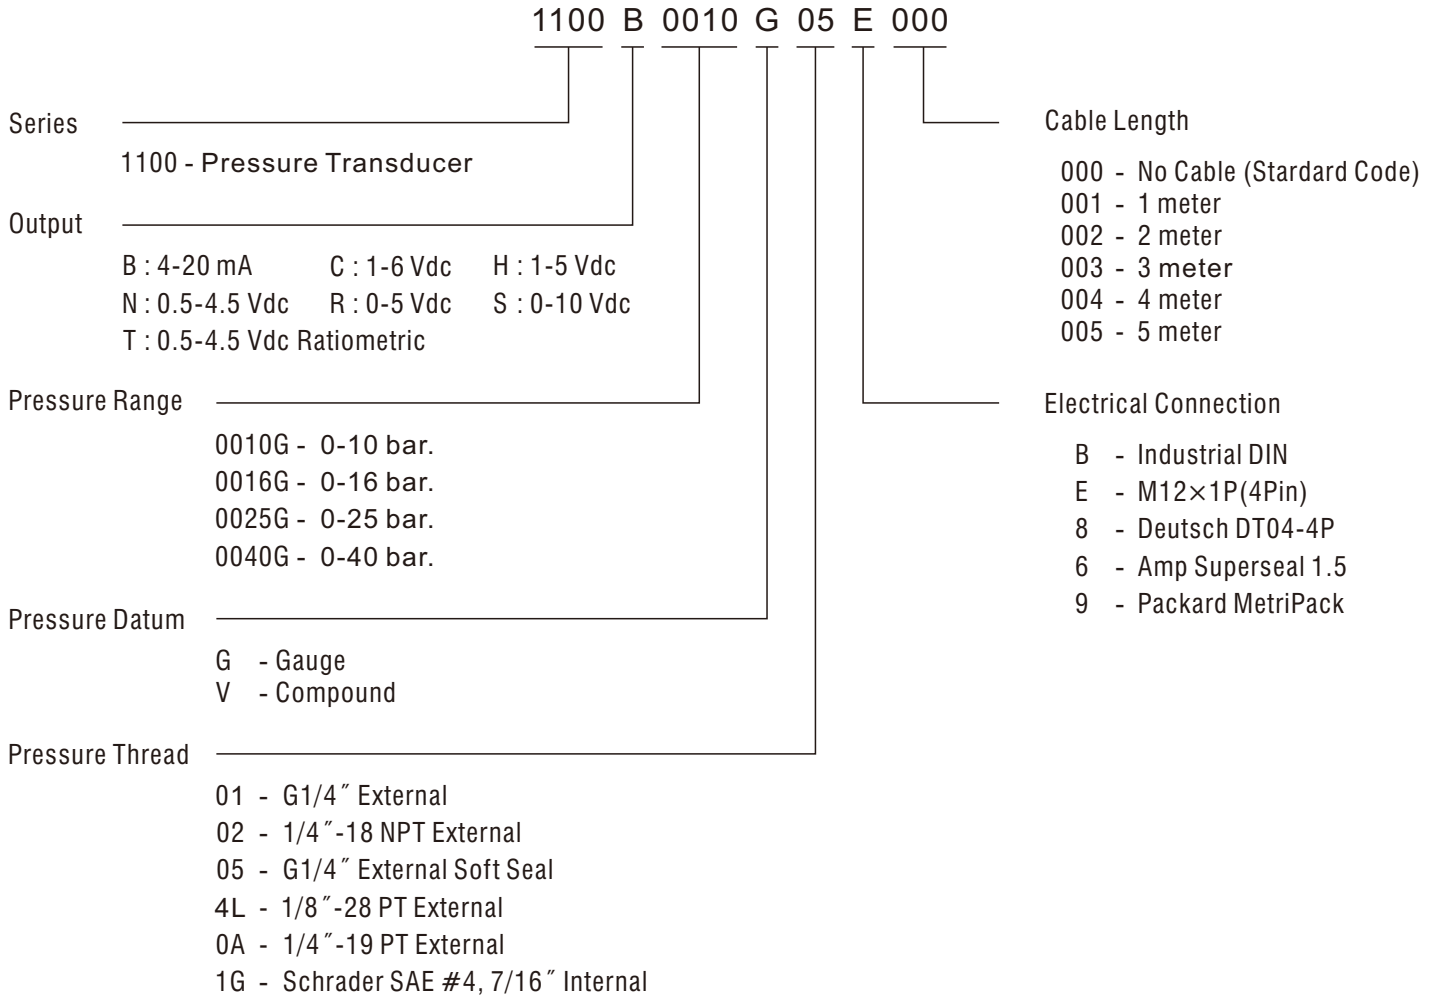 1100 B 0010 G 05 E 000
Series
1100 - Pressure Transducer
Output
B : 4-20 mA C : 1-6 Vdc H : 1-5 Vdc
N : 0.5-4.5 Vdc R : 0-5 Vdc S : 0-10 Vdc
T : 0.5-4.5 Vdc Ratiometric
Pressure Range
0010G - 0-10 bar.
0016G - 0-16 bar.
0025G - 0-25 bar.
0040G - 0-40 bar.
Pressure Datum
G - Gauge
V - Compound
Pressure Thread
01 - G1/4˝ External
02 - 1/4˝-18 NPT External
05 - G1/4˝ External Soft Seal
4L - 1/8˝-28 PT External
0A - 1/4˝-19 PT External
1G - Schrader SAE #4, 7/16˝ Internal
Cable Length
000 - No Cable (Stardard Code)
001 - 1 meter
002 - 2 meter
003 - 3 meter
004 - 4 meter
005 - 5 meter
Electrical Connection
B - Industrial DIN
E - M12×1P(4Pin)
8 - Deutsch DT04-4P
6 - Amp Superseal 1.5
9 - Packard MetriPack